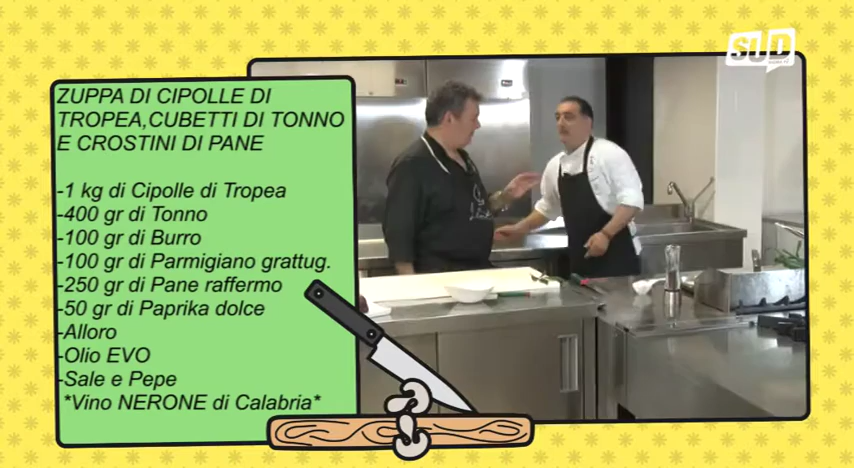 SUD
ZUPPA DI CIPOLLE DI
TROPEA,CUBETTI DI TONNO
E CROSTINI DI PANE
-1 kg di Cipolle di Tropea
-400 gr di Tonno
-100 gr di Burro
-100 gr di Parmigiano grattug.
-250 gr di Pane raffermo
-50 gr di Paprika dolce
-Alloro
-Olio EVO
-Sale e Pepe
*Vino NERONE di Calabria*